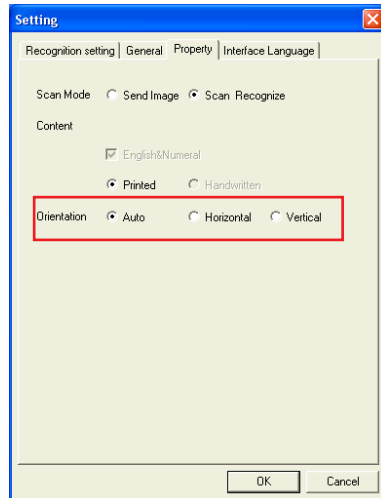 Setting
Recognition setting General Property Interface Language
Scan Mode Send Image Scan Recognize
Content
English&Numeral
Printed Handwritten
Orientation Auto Horizontal Vertical
OK Cancel